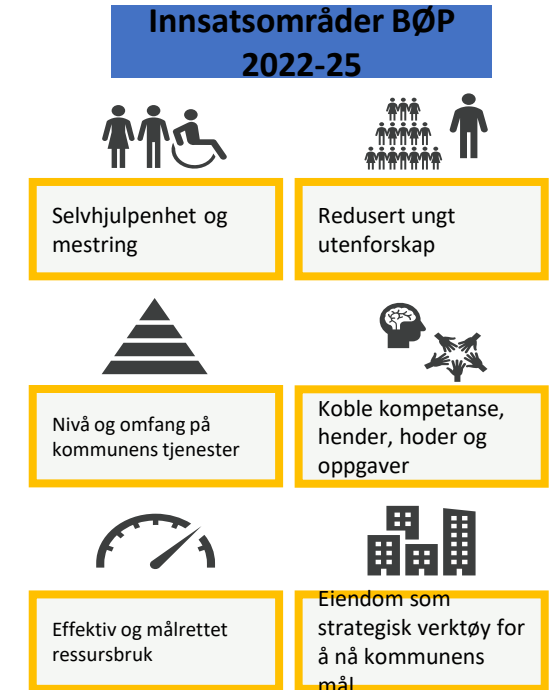 Innsatsområder BØP
2022-25
Selvhjulpenhet og
mestring
Redusert ungt
utenforskap
Nivå og omfang på
kommunens tjenester
Koble kompetanse,
hender, hoder og
oppgaver
Effektiv og målrettet
ressursbruk
Eiendom som
strategisk verktøy for
å nå kommunens
mål